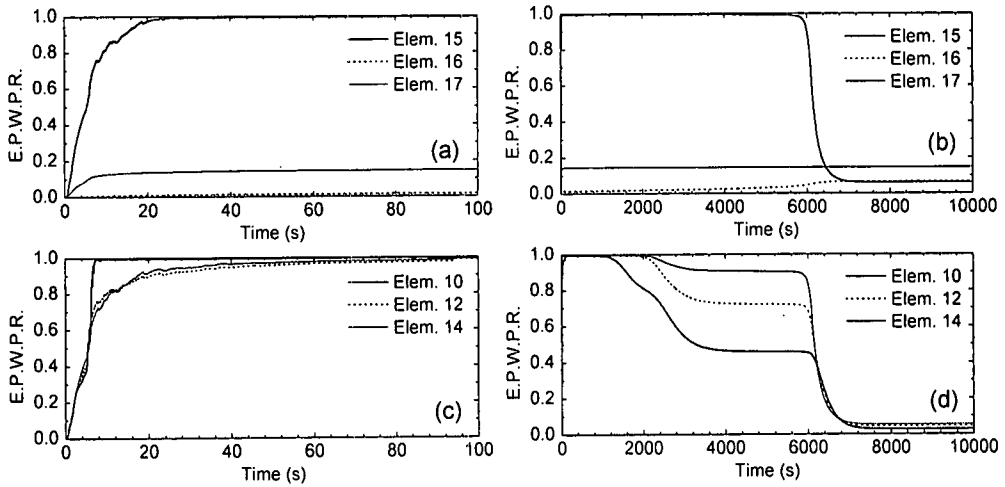 1.0
0.8
0.6
0.4
0.2
0.0
E.P.W.P.R.
Elem. 15
Elem. 16
Elem. 17
(a)
0 20 40 60 80 100
Time (s)
1.0
0.8
0.6
0.4
0.2
0.0
E.P.W.P.R.
Elem. 15
Elem. 16
Elem. 17
(b)
0 2000 4000 6000 8000 10000
Time (s)
1.0
0.8
0.6
0.4
0.2
0.0
E.P.W.P.R.
Elem. 10
Elem. 12
Elem. 14
(c)
0 20 40 60 80 100
Time (s)
1.0
0.8
0.6
0.4
0.2
0.0
E.P.W.P.R.
Elem. 10
Elem. 12
Elem. 14
(d)
0 2000 4000 6000 8000 10000
Time (s)